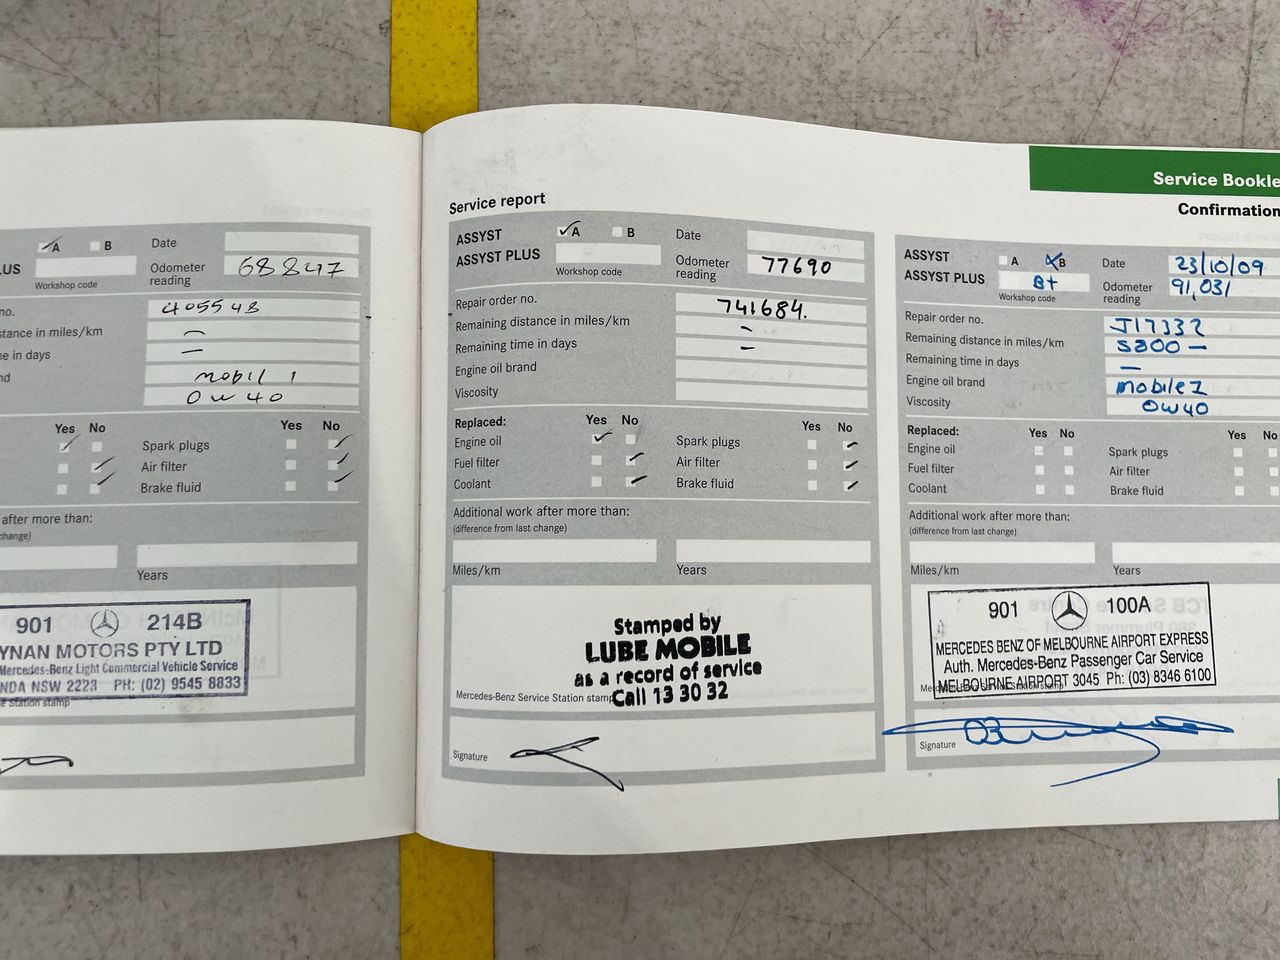 A B Date
LUS Odometer reading 68847
Workshop code
no. 405548
stance in miles/km –
e in days –
nd mobil 1
0W40
Yes No Yes No
Spark plugs
Air filter
Brake fluid
after more than:
change)
Years
901 214B
YNAN MOTORS PTY LTD
Mercedes-Benz Light Commercial Vehicle Service
NDA NSW 2223 PH: (02) 9545 8833
e Station stamp
Service report
ASSYST A B Date
ASSYST PLUS Odometer reading 77690
Workshop code
Repair order no. 741684.
Remaining distance in miles/km –
Remaining time in days –
Engine oil brand
Viscosity
Replaced: Yes No Yes No
Engine oil Spark plugs
Fuel filter Air filter
Coolant Brake fluid
Additional work after more than:
(difference from last change)
Miles/km Years
Stamped by
LUBE MOBILE
as a record of service
Mercedes-Benz Service Station stamp Call 13 30 32
Signature
Service Bookle
Confirmation
ASSYST A B Date 23/10/09
ASSYST PLUS B+ Odometer reading 91,031
Workshop code
Repair order no. J17332
Remaining distance in miles/km 5200 –
Remaining time in days –
Engine oil brand mobile 1
Viscosity 0W40
Replaced: Yes No Yes No
Engine oil Spark plugs
Fuel filter Air filter
Coolant Brake fluid
Additional work after more than:
(difference from last change)
Miles/km Years
901 100A
MERCEDES BENZ OF MELBOURNE AIRPORT EXPRESS
Auth. Mercedes-Benz Passenger Car Service
MELBOURNE AIRPORT 3045 Ph: (03) 8346 6100
Signature